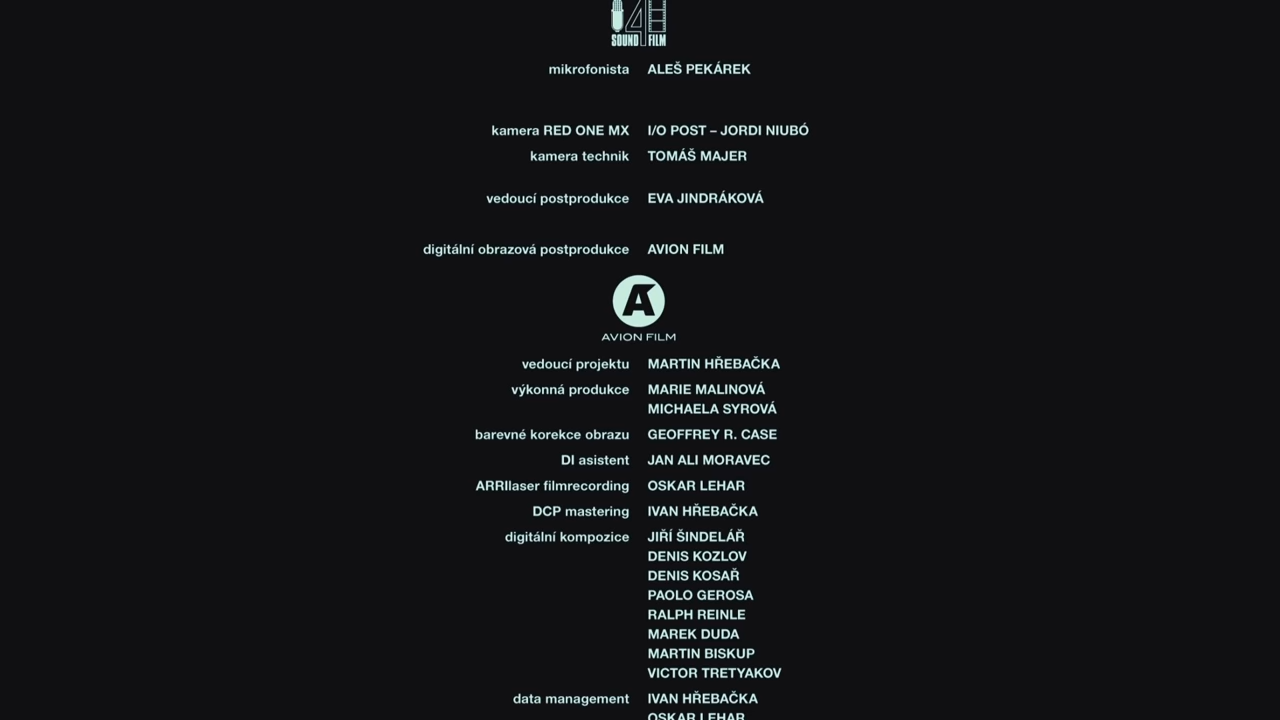 48
SOUND FILM
mikrofonista ALEŠ PEKÁREK
kamera RED ONE MX I/O POST – JORDI NIUBÓ
kamera technik TOMÁŠ MAJER
vedoucí postprodukce EVA JINDRÁKOVÁ
digitální obrazová postprodukce AVION FILM
A
AVION FILM
vedoucí projektu MARTIN HŘEBAČKA
výkonná produkce MARIE MALINOVÁ
MICHAELA SYROVÁ
barevné korekce obrazu GEOFFREY R. CASE
DI asistent JAN ALI MORAVEC
ARRIlaser filmrecording OSKAR LEHAR
DCP mastering IVAN HŘEBAČKA
digitální kompozice JIŘÍ ŠINDELÁŘ
DENIS KOZLOV
DENIS KOSAŘ
PAOLO GEROSA
RALPH REINLE
MAREK DUDA
MARTIN BISKUP
VICTOR TRETYAKOV
data management IVAN HŘEBAČKA
OSKAR LEHAR